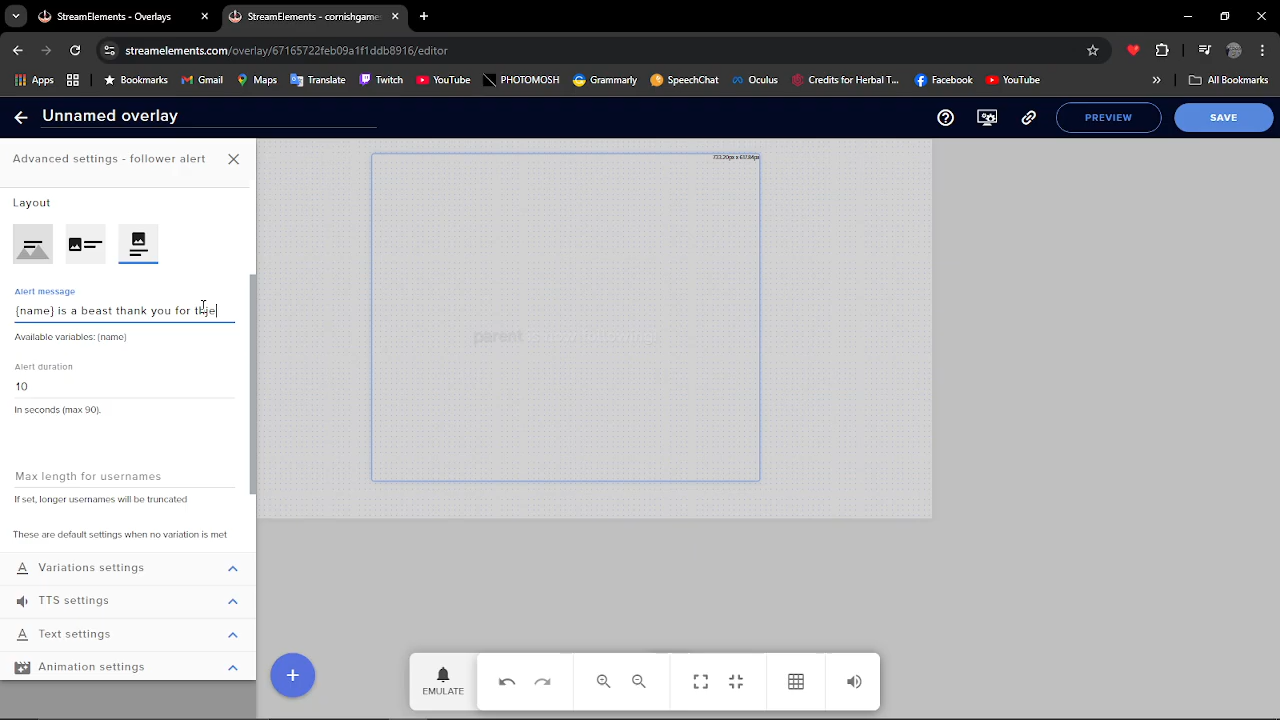 StreamElements - Overlays
StreamElements - cornishgame
streamelements.com/overlay/67165722feb09a1f1ddb8916/editor
Apps
Bookmarks
Gmail
Maps
Translate
Twitch
YouTube
PHOTOMOSH
Grammarly
SpeechChat
Oculus
Credits for Herbal T...
Facebook
YouTube
All Bookmarks
Unnamed overlay
PREVIEW
SAVE
Advanced settings - follower alert
Layout
Alert message
{name} is a beast thank you for the
Available variables: {name}
Alert duration
10
In seconds (max 90).
Max length for usernames
If set, longer usernames will be truncated
These are default settings when no variation is met
Variations settings
TTS settings
Text settings
Animation settings
parent
EMULATE